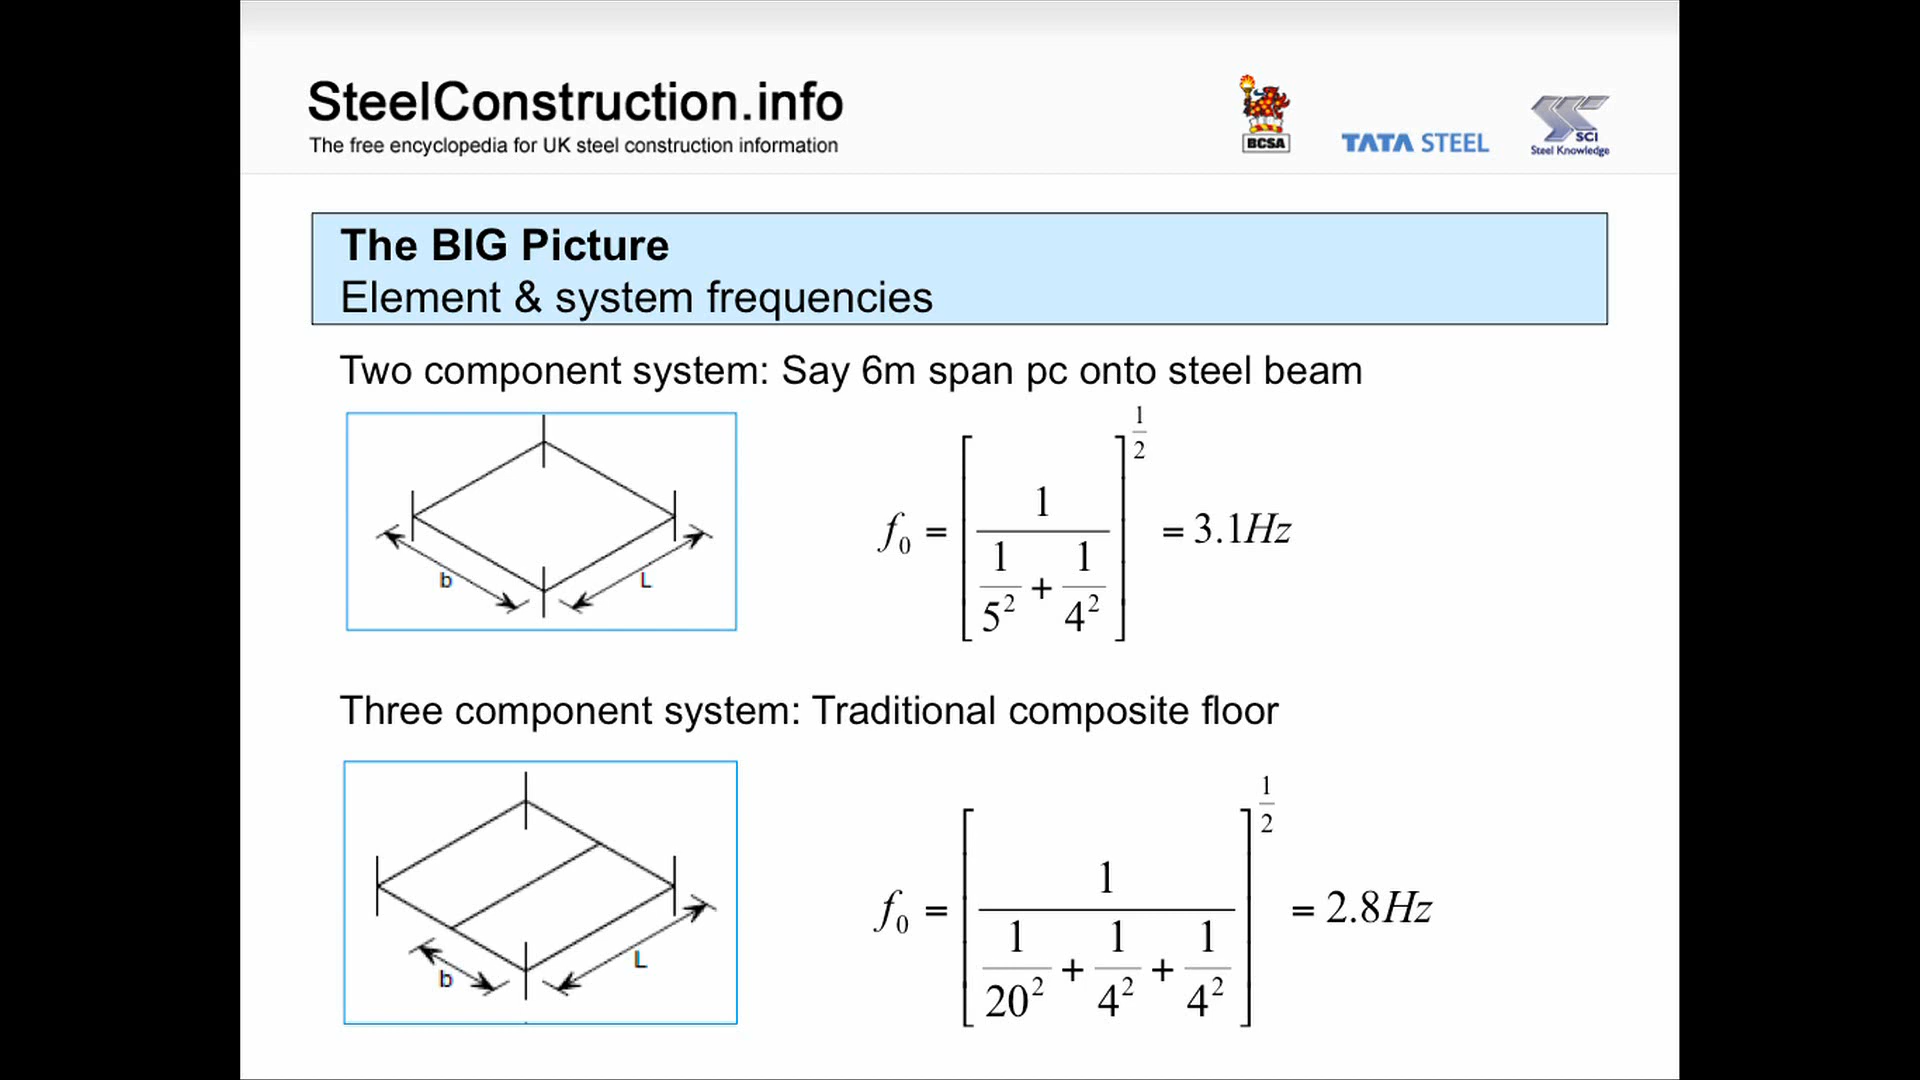 SteelConstruction.info
The free encyclopedia for UK steel construction information
BCSA
TATA STEEL
SCI
Steel Knowledge
The BIG Picture
Element & system frequencies
Two component system: Say 6m span pc onto steel beam
b
L
f₀ = [1 / (1/5² + 1/4²)]^(1/2) = 3.1Hz
Three component system: Traditional composite floor
b
L
f₀ = [1 / (1/20² + 1/4² + 1/4²)]^(1/2) = 2.8Hz